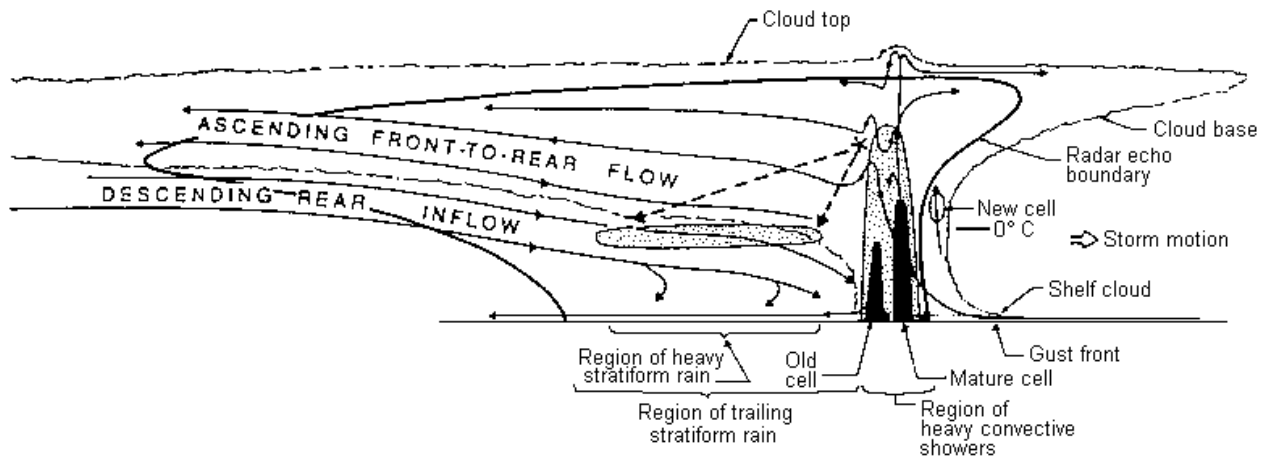 Cloud top
ASCENDING FRONT-TO-REAR FLOW
Cloud base
Radar echo
boundary
DESCENDING REAR INFLOW
New cell
0° C
Storm motion
Shelf cloud
Gust front
Region of heavy
stratiform rain
Old
cell
Mature cell
Region of trailing
stratiform rain
Region of
heavy convective
showers